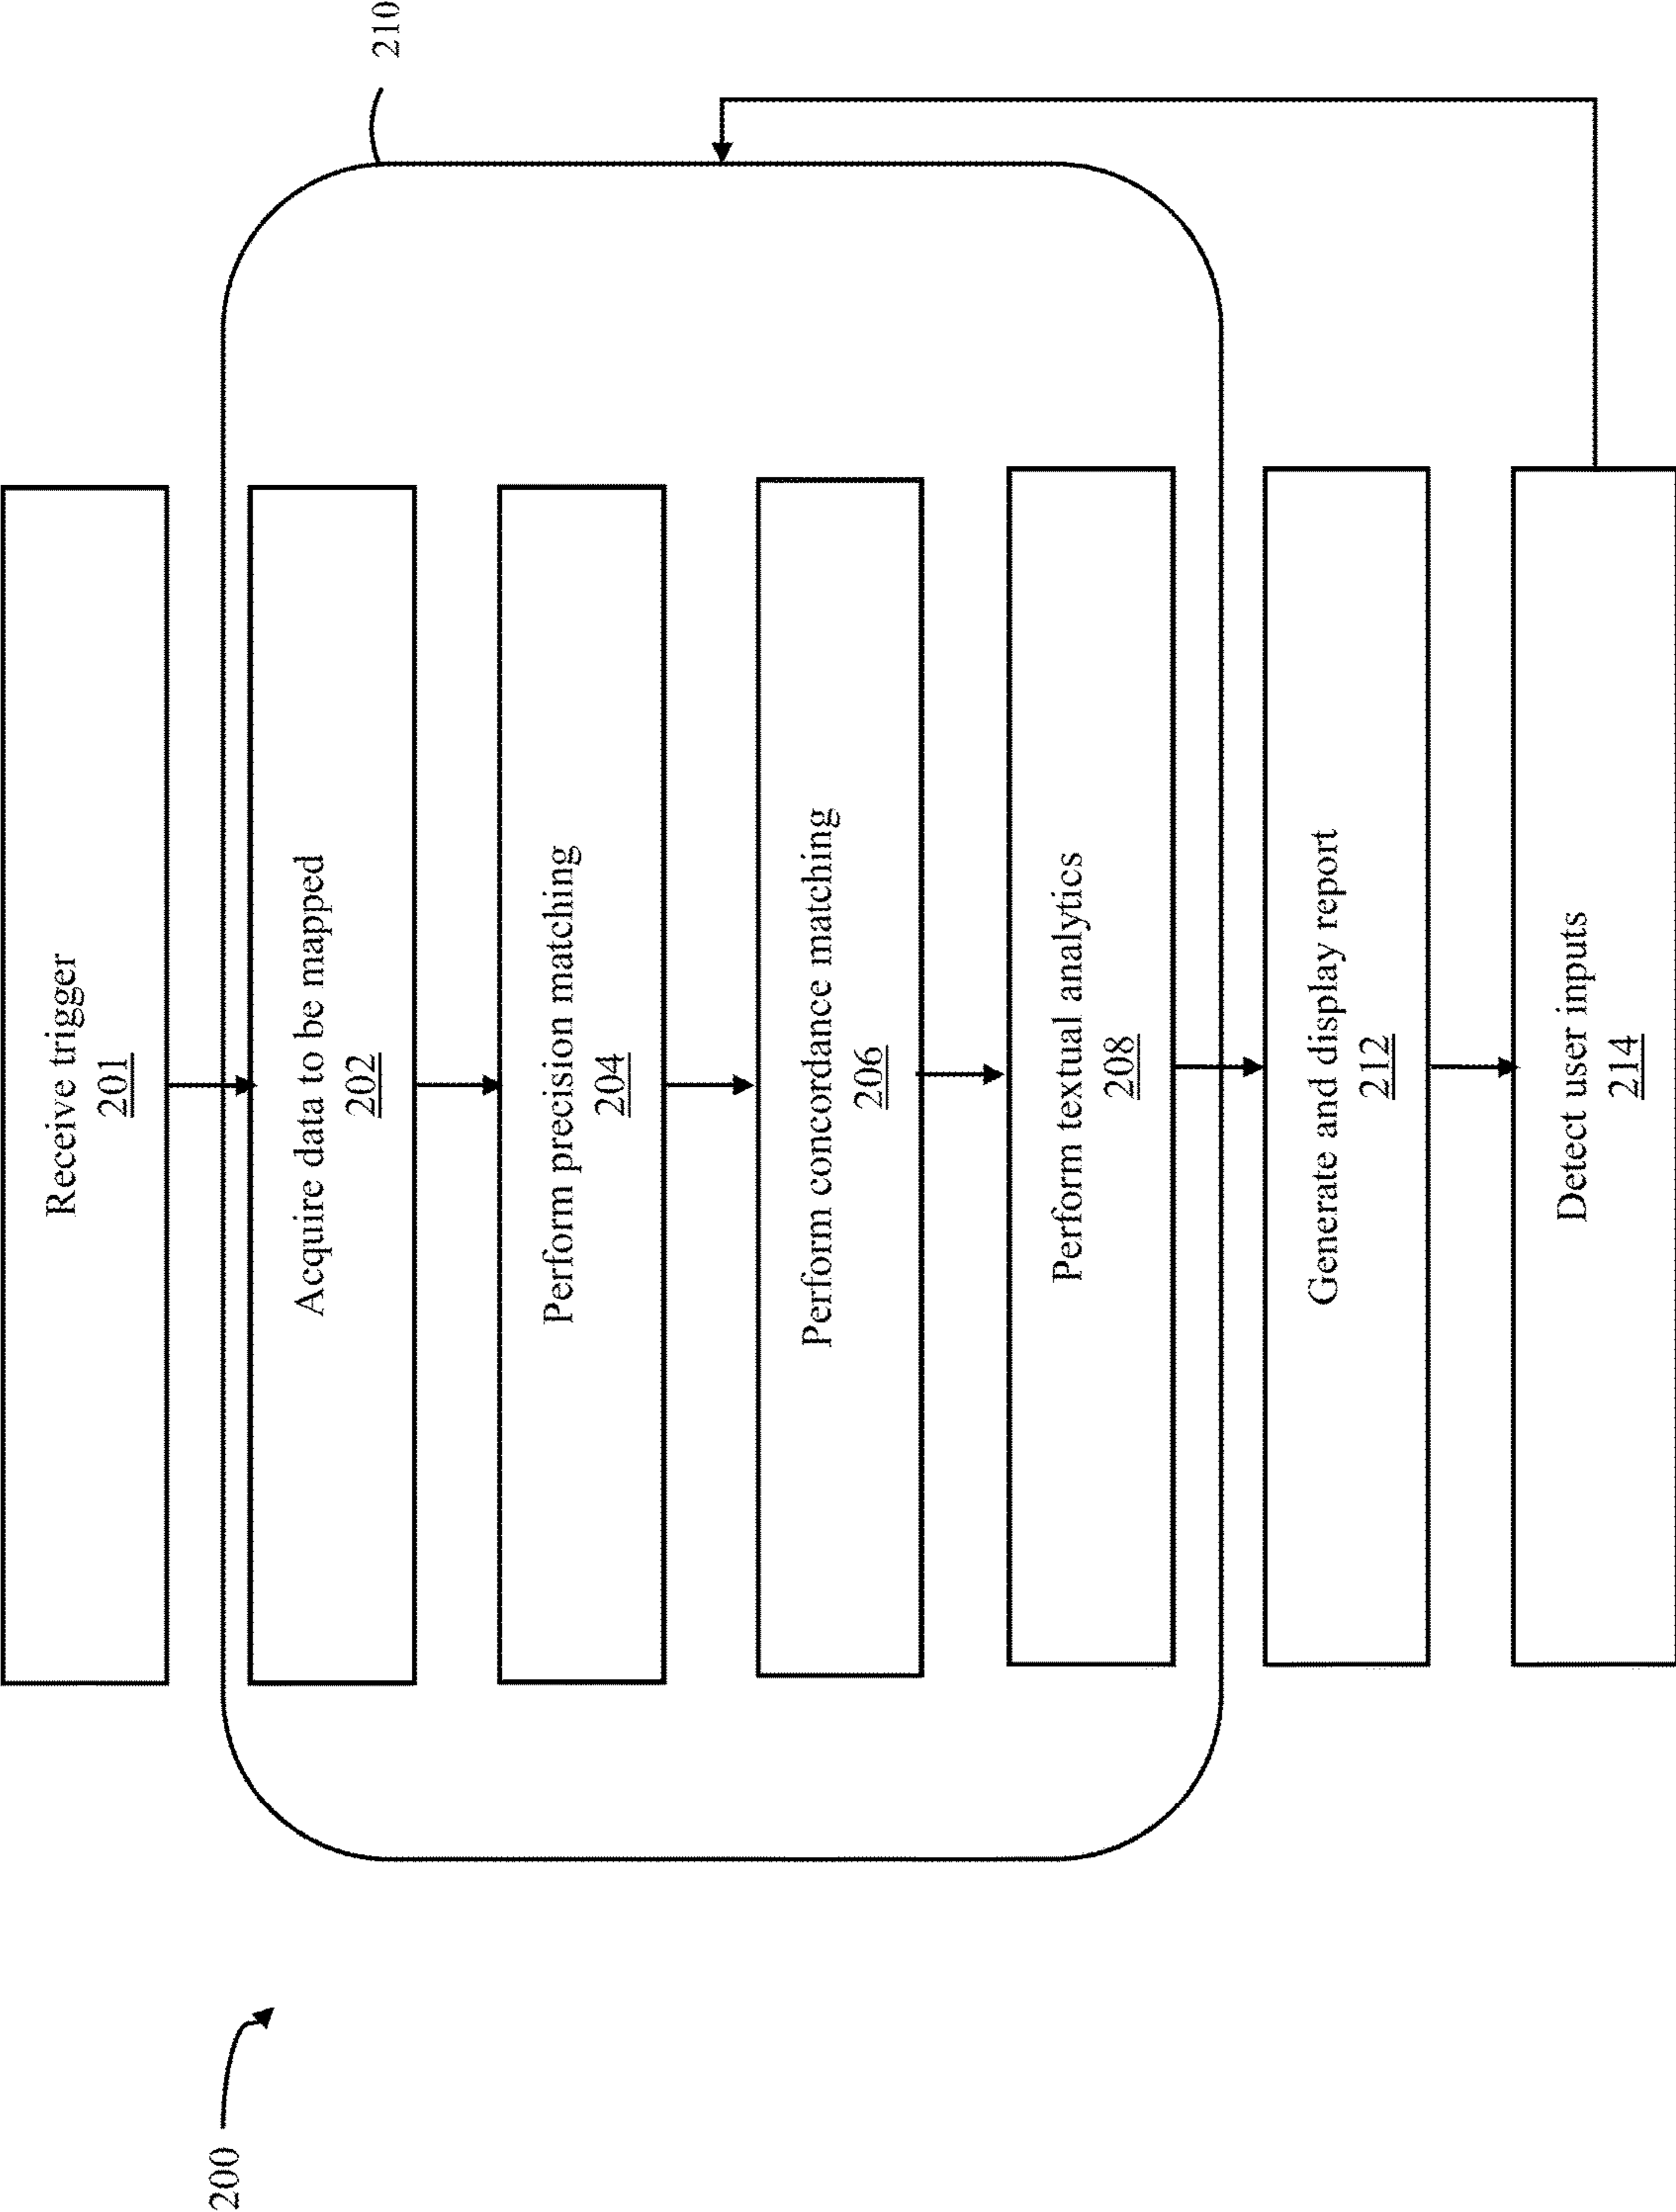 200
210
Receive trigger
201
Acquire data to be mapped
202
Perform precision matching
204
Perform concordance matching
206
Perform textual analytics
208
Generate and display report
212
Detect user inputs
214